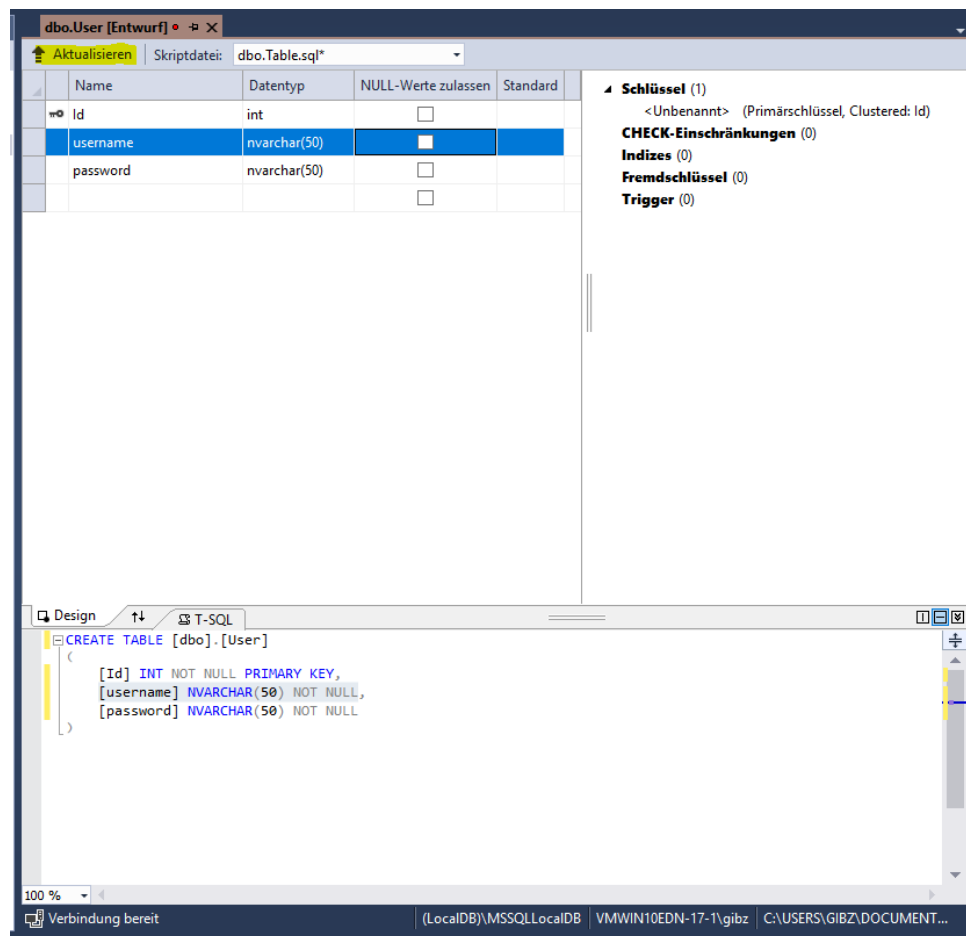 dbo.User [Entwurf]
Aktualisieren Skriptdatei: dbo.Table.sql*
Name Datentyp NULL-Werte zulassen Standard
Id int
username nvarchar(50)
password nvarchar(50)
Schlüssel (1)
<Unbenannt> (Primärschlüssel, Clustered: Id)
CHECK-Einschränkungen (0)
Indizes (0)
Fremdschlüssel (0)
Trigger (0)
Design T-SQL
CREATE TABLE [dbo].[User]
(
[Id] INT NOT NULL PRIMARY KEY,
[username] NVARCHAR(50) NOT NULL,
[password] NVARCHAR(50) NOT NULL
)
100 %
Verbindung bereit (LocalDB)\MSSQLLocalDB VMWIN10EDN-17-1\gibz C:\USERS\GIBZ\DOCUMENT...